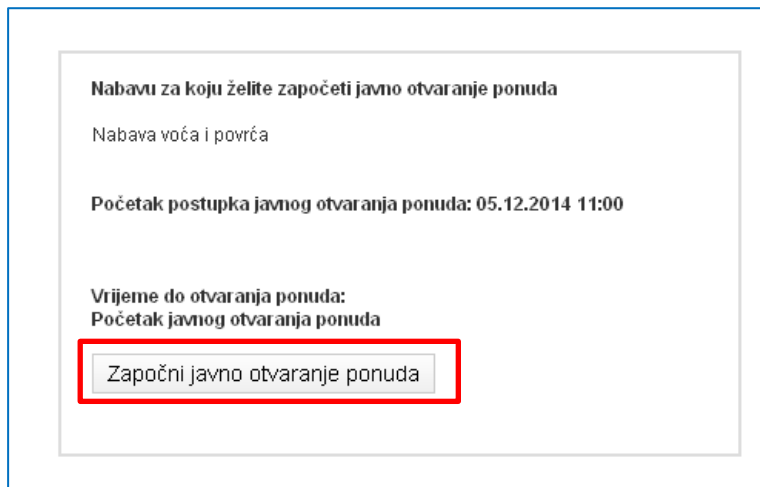 Nabavu za koju želite započeti javno otvaranje ponuda
Nabava voća i povrća
Početak postupka javnog otvaranja ponuda: 05.12.2014 11:00
Vrijeme do otvaranja ponuda:
Početak javnog otvaranja ponuda
Započni javno otvaranje ponuda